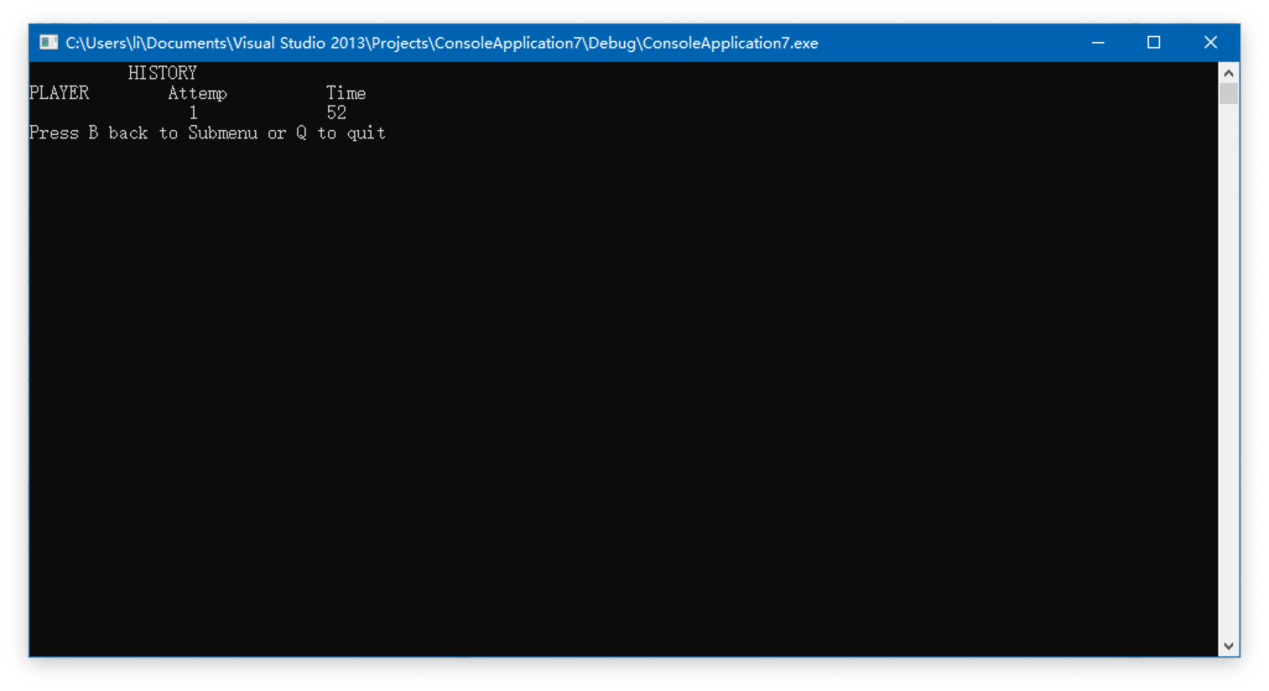 C:\Users\li\Documents\Visual Studio 2013\Projects\ConsoleApplication7\Debug\ConsoleApplication7.exe
HISTORY
PLAYER Attemp Time
1 52
Press B back to Submenu or Q to quit